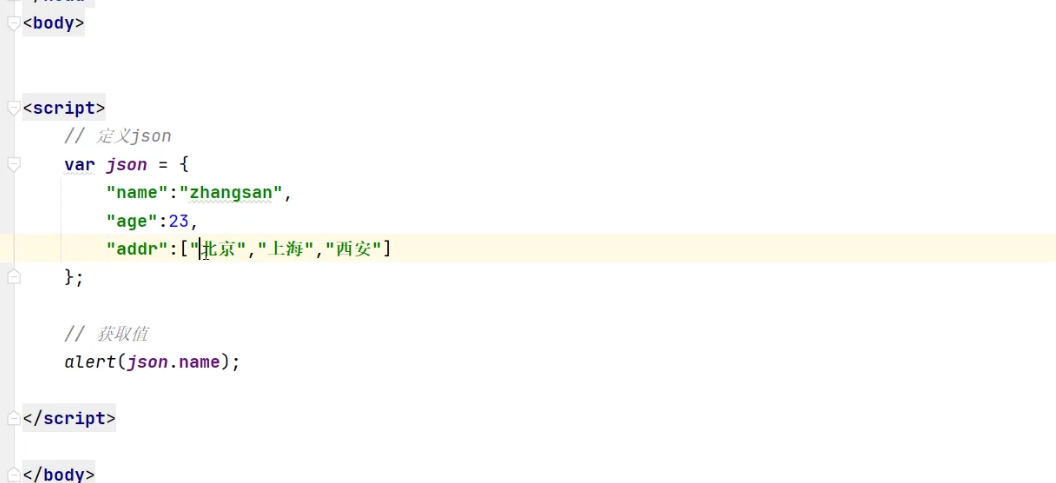 <body>
<script>
// 定义json
var json = {
"name":"zhangsan",
"age":23,
"addr":["北京","上海","西安"]
};
// 获取值
alert(json.name);
</script>
</body>